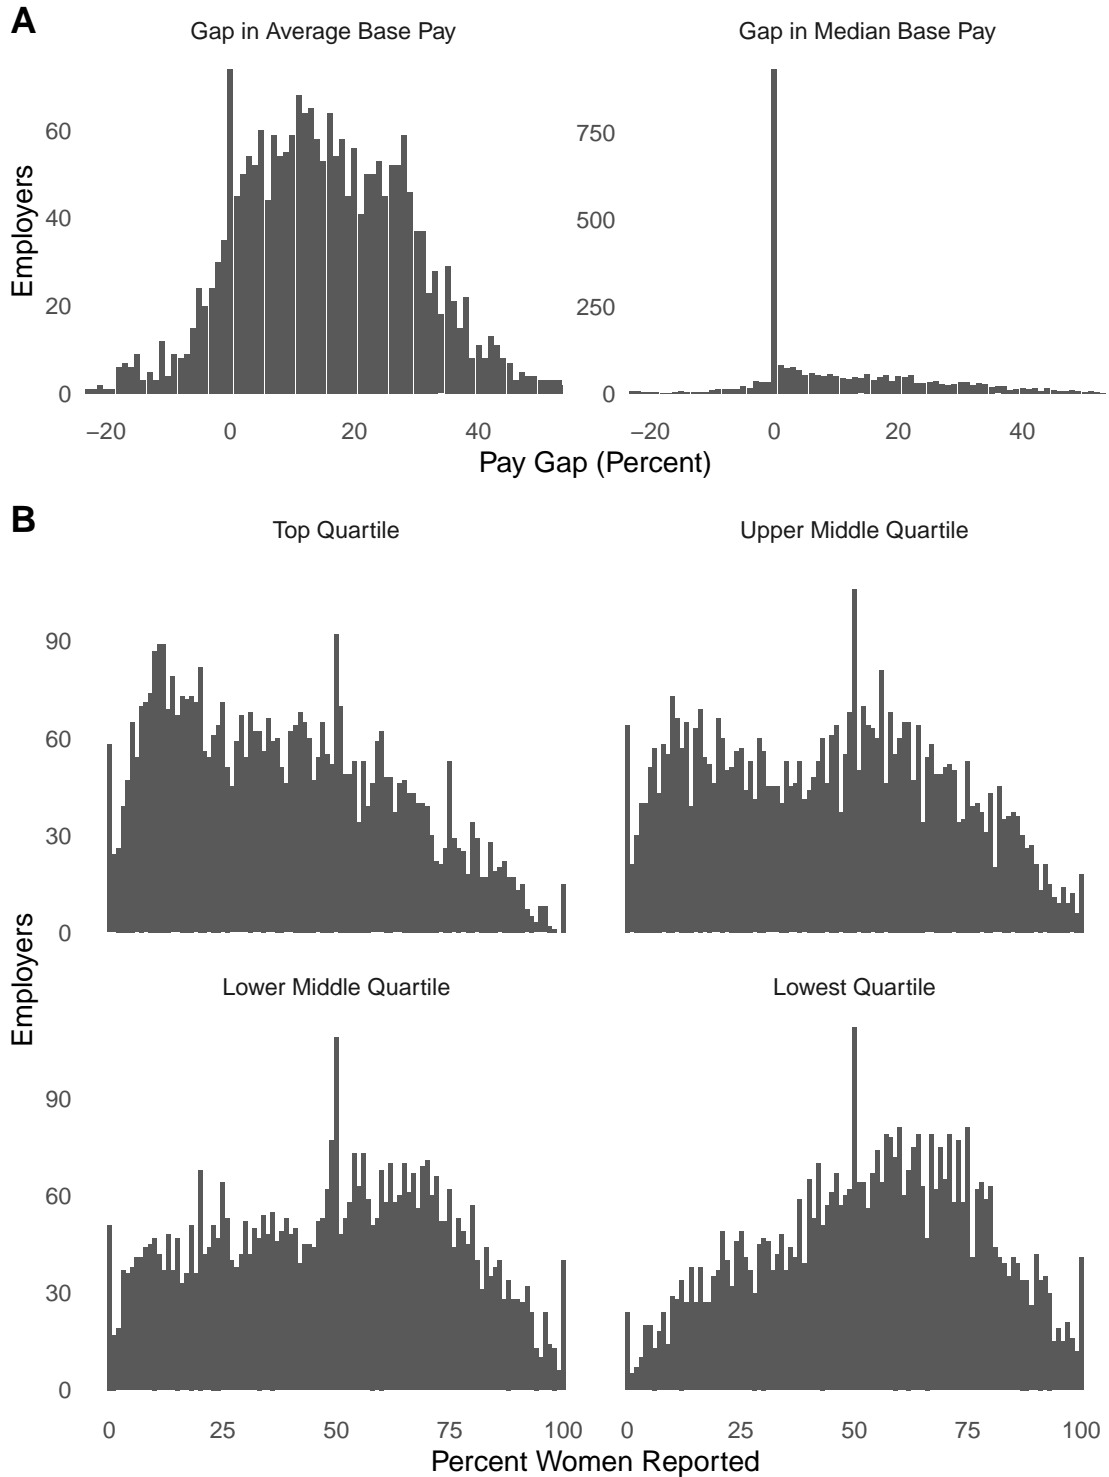 A
Gap in Average Base Pay
Gap in Median Base Pay
Employers
60
40
20
0
750
500
250
0
−20 0 20 40
−20 0 20 40
Pay Gap (Percent)
B
Top Quartile
Upper Middle Quartile
90
60
30
0
Employers
Lower Middle Quartile
Lowest Quartile
90
60
30
0
0 25 50 75 100
0 25 50 75 100
Percent Women Reported